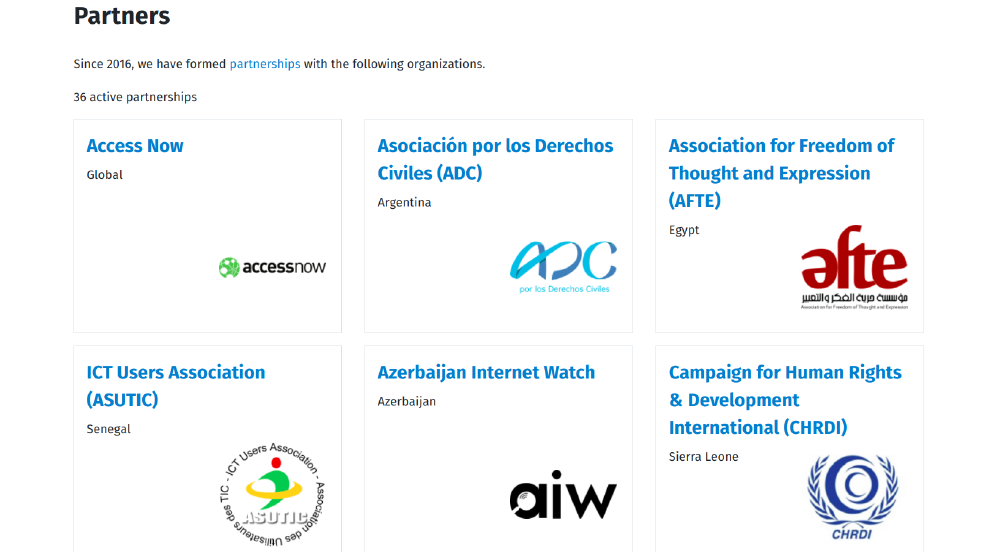 Partners
Since 2016, we have formed partnerships with the following organizations.
36 active partnerships
Access Now
Global
accessnow
Asociación por los Derechos
Civiles (ADC)
Argentina
ADC
por los Derechos Civiles
Association for Freedom of
Thought and Expression
(AFTE)
Egypt
afte
مؤسسة حرية الفكر والتعبير
Association for Freedom of Thought and Expression
ICT Users Association
(ASUTIC)
Senegal
ICT Users Association - Association des Utilisateurs des TIC -
ASUTIC
Azerbaijan Internet Watch
Azerbaijan
aiw
Campaign for Human Rights
& Development
International (CHRDI)
Sierra Leone
CHRDI